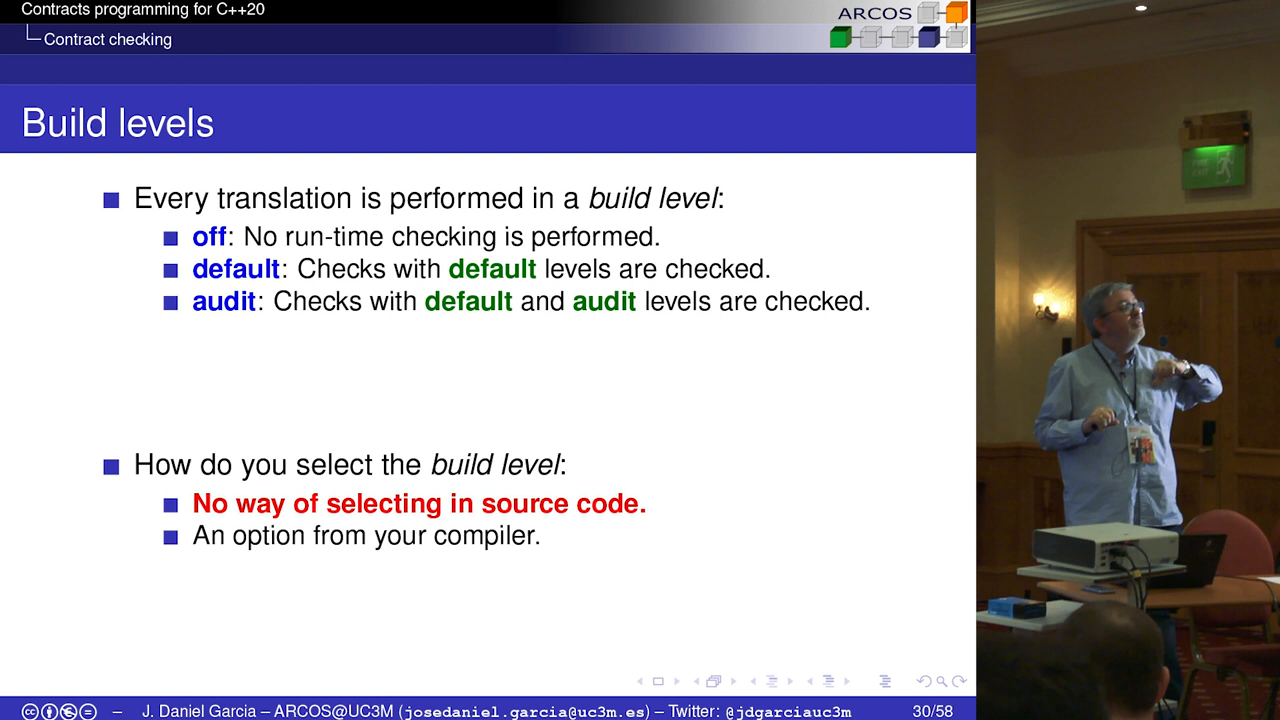 Contracts programming for C++20
Contract checking
ARCOS
Build levels
Every translation is performed in a build level:
off: No run-time checking is performed.
default: Checks with default levels are checked.
audit: Checks with default and audit levels are checked.
How do you select the build level:
No way of selecting in source code.
An option from your compiler.
– J. Daniel Garcia – ARCOS@UC3M (josedaniel.garcia@uc3m.es) – Twitter: @jdgarciauc3m 30/58
FIRE
EXIT